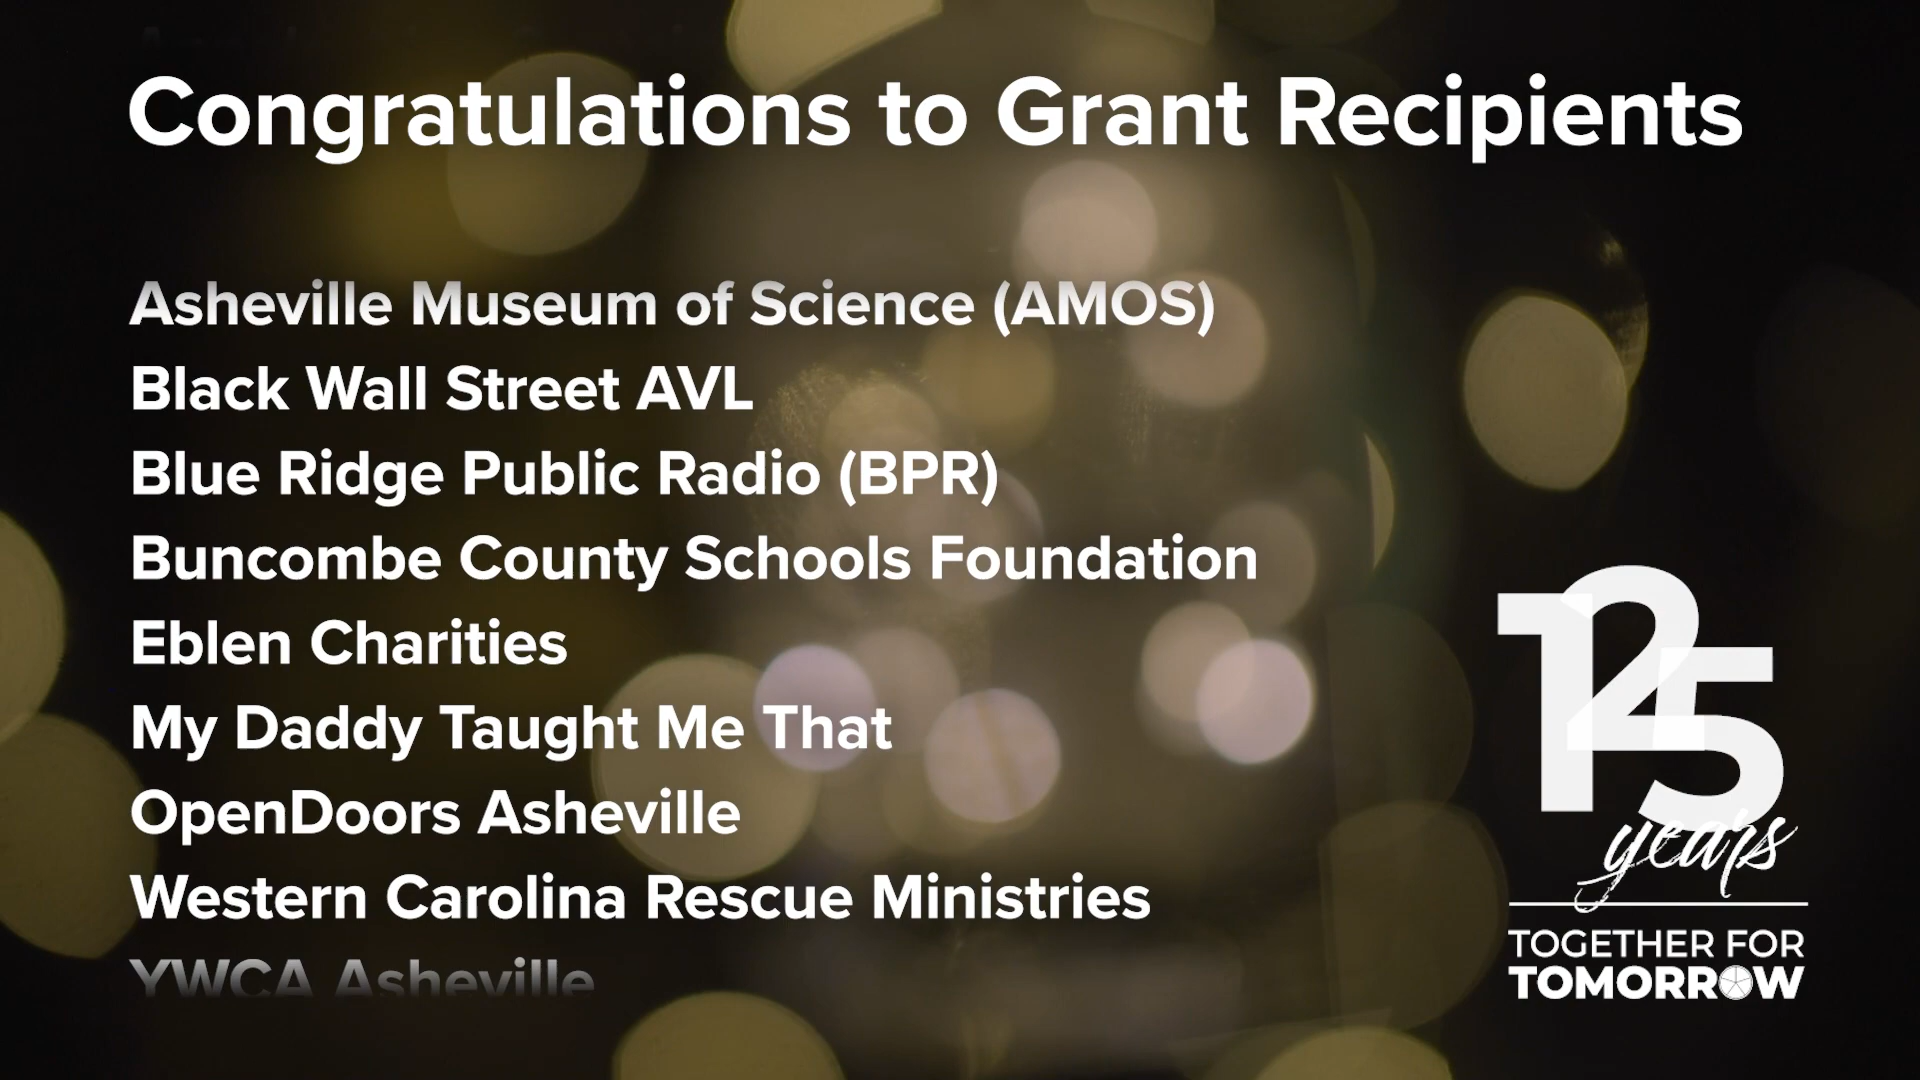 Congratulations to Grant Recipients
Asheville Museum of Science (AMOS)
Black Wall Street AVL
Blue Ridge Public Radio (BPR)
Buncombe County Schools Foundation
Eblen Charities
My Daddy Taught Me That
OpenDoors Asheville
Western Carolina Rescue Ministries
YWCA Asheville
125
years
TOGETHER FOR
TOMORROW